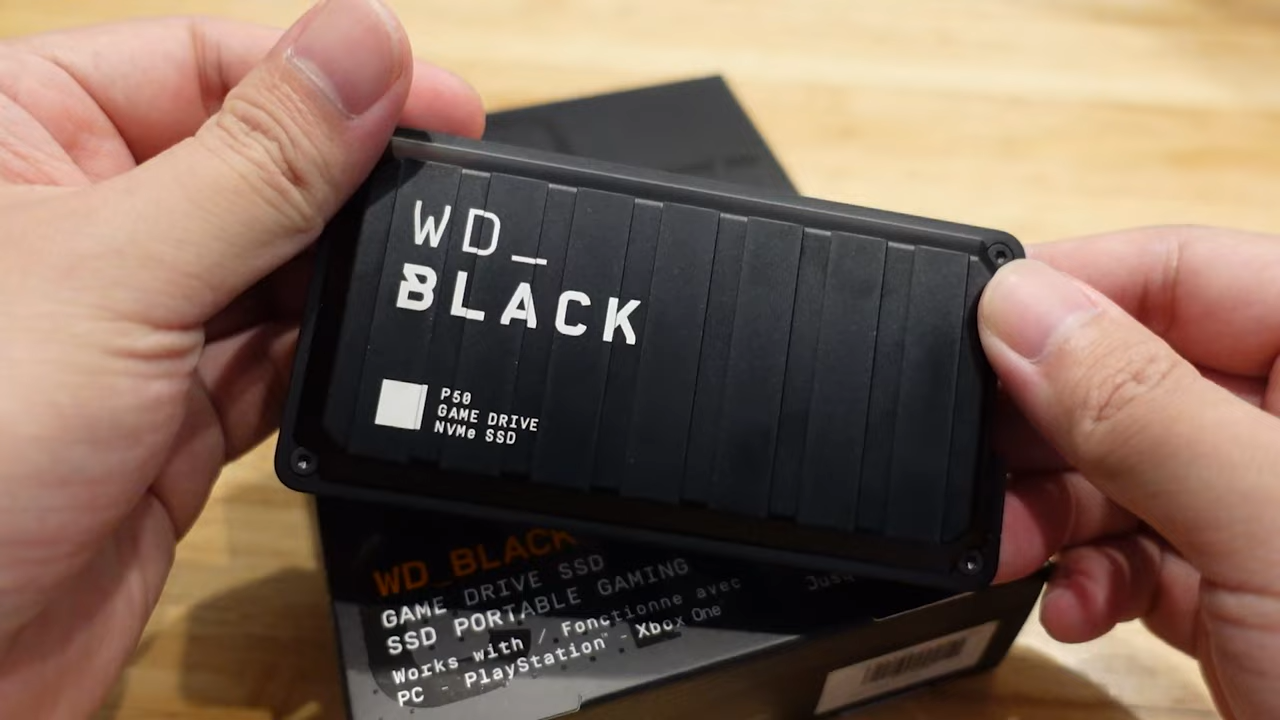 WD_
BLACK
P50
GAME DRIVE
NVMe SSD
WD_BLACK
GAME DRIVE SSD
SSD PORTABLE GAMING
Works with / Fonctionne avec
PC - PlayStation™ - Xbox One